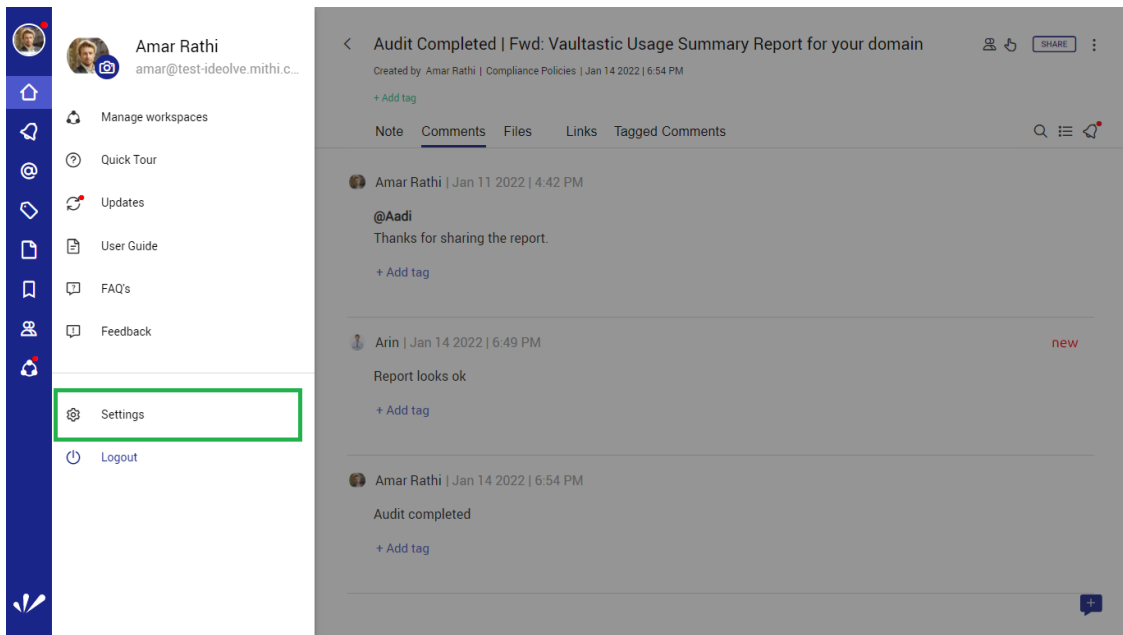 Amar Rathi
amar@test-ideolve.mithi.c...
Manage workspaces
Quick Tour
Updates
User Guide
FAQ's
Feedback
Settings
Logout
Audit Completed | Fwd: Vaultastic Usage Summary Report for your domain
SHARE
Created by Amar Rathi | Compliance Policies | Jan 14 2022 | 6:54 PM
+ Add tag
Note Comments Files Links Tagged Comments
Amar Rathi | Jan 11 2022 | 4:42 PM
@Aadi
Thanks for sharing the report.
+ Add tag
Arin | Jan 14 2022 | 6:49 PM new
Report looks ok
+ Add tag
Amar Rathi | Jan 14 2022 | 6:54 PM
Audit completed
+ Add tag